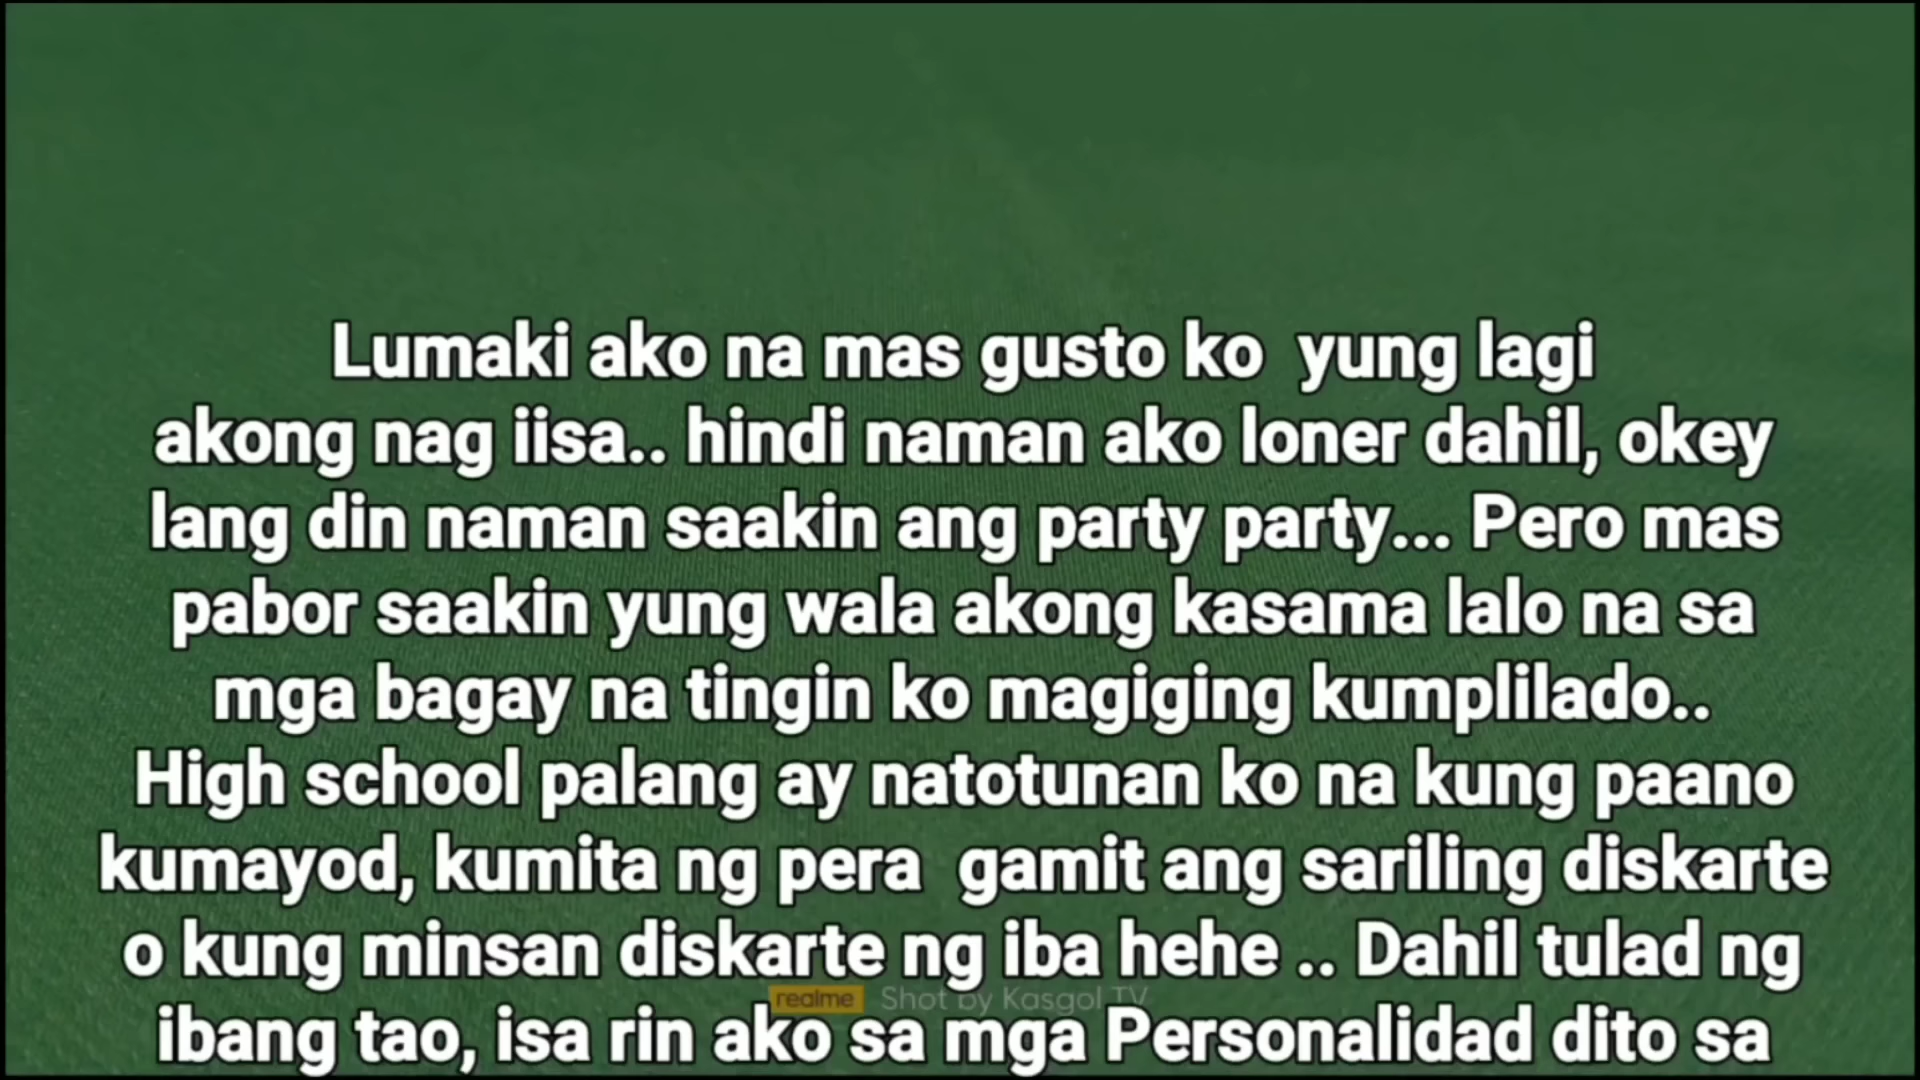 Lumaki ako na mas gusto ko yung lagi
akong nag iisa.. hindi naman ako loner dahil, okey
lang din naman saakin ang party party... Pero mas
pabor saakin yung wala akong kasama lalo na sa
mga bagay na tingin ko magiging kumplilado..
High school palang ay natotunan ko na kung paano
kumayod, kumita ng pera gamit ang sariling diskarte
o kung minsan diskarte ng iba hehe .. Dahil tulad ng
realme Shot by Kasgol TV
ibang tao, isa rin ako sa mga Personalidad dito sa